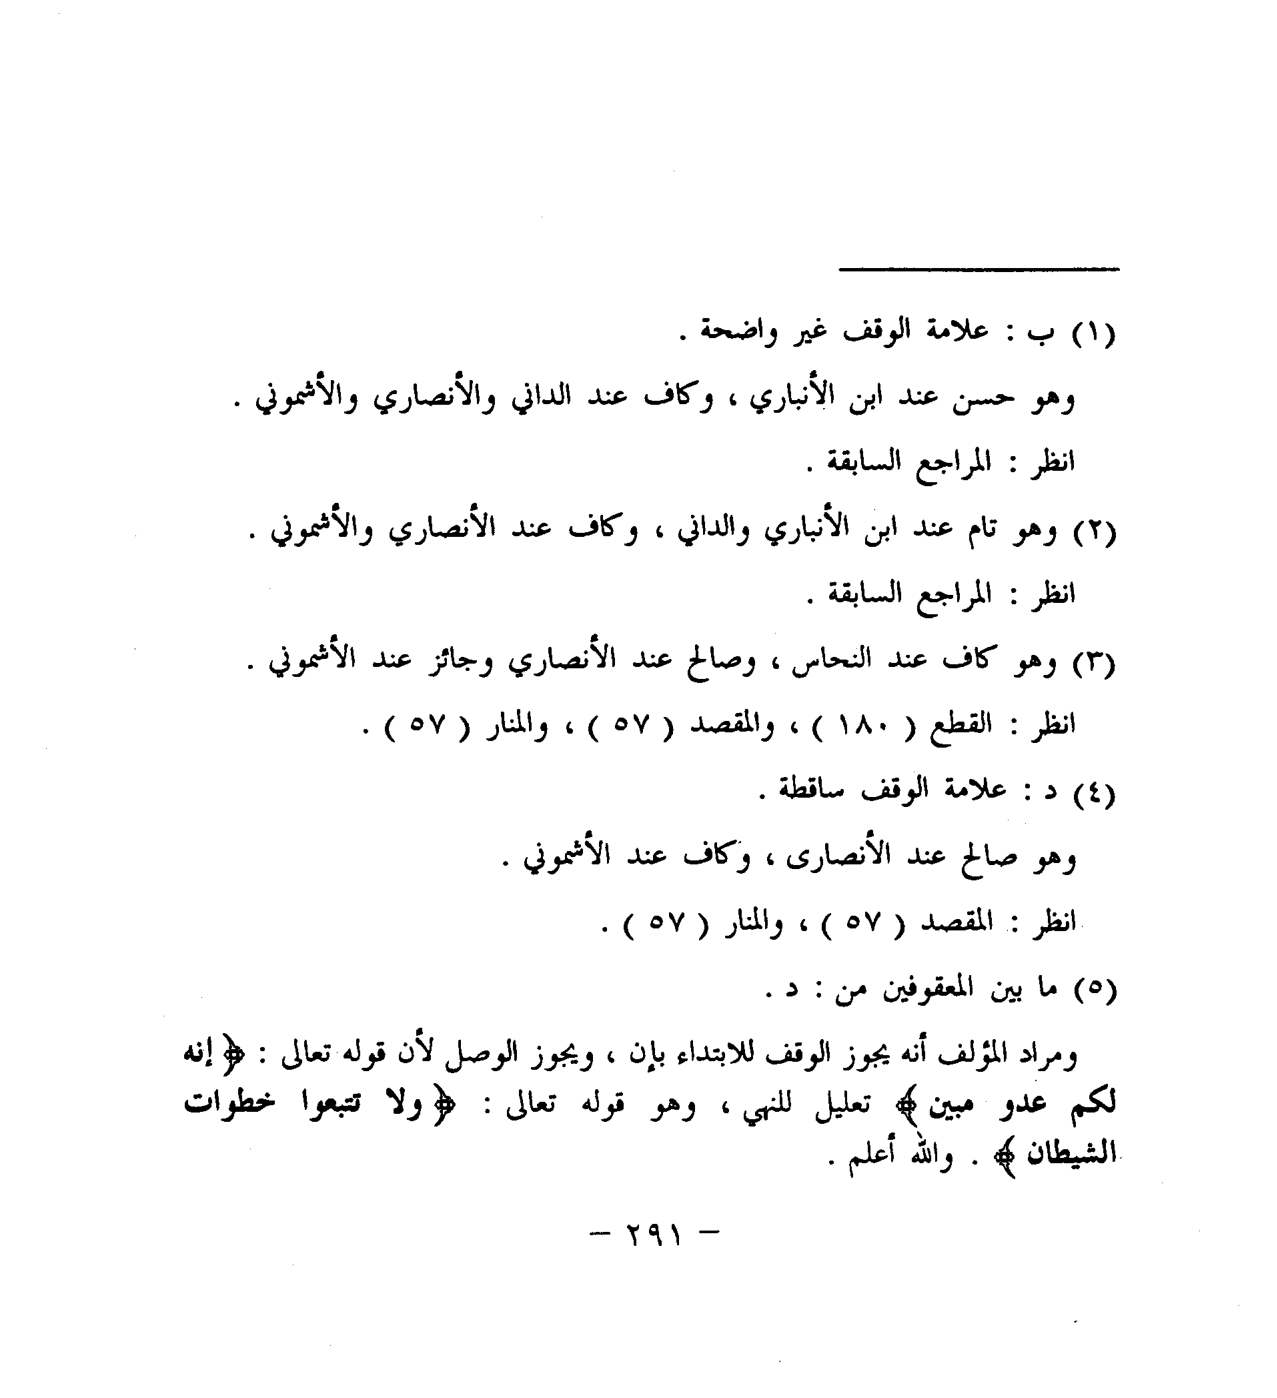 (١) ب : علامة الوقف غير واضحة .
وهو حسن عند ابن الأنباري ، وكاف عند الداني والأنصاري والأشموني .
انظر : المراجع السابقة .
(٢) وهو تام عند ابن الأنباري والداني ، وكاف عند الأنصاري والأشموني .
انظر : المراجع السابقة .
(٣) وهو كاف عند النحاس ، وصالح عند الأنصاري وجائز عند الأشموني .
انظر : القطع ( ١٨٠ ) ، والمقصد ( ٥٧ ) ، والمنار ( ٥٧ ) .
(٤) د : علامة الوقف ساقطة .
وهو صالح عند الأنصارى ، وكاف عند الأشموني .
انظر : المقصد ( ٥٧ ) ، والمنار ( ٥٧ ) .
(٥) ما بين المعقوفين من : د .
ومراد المؤلف أنه يجوز الوقف للابتداء بإن ، ويجوز الوصل لأن قوله تعالى : ﴿ إنه
لكم عدو مبين ﴾ تعليل للنهي ، وهو قوله تعالى : ﴿ ولا تتبعوا خطوات
الشيطان ﴾ . والله أعلم .
– ٢٩١ –